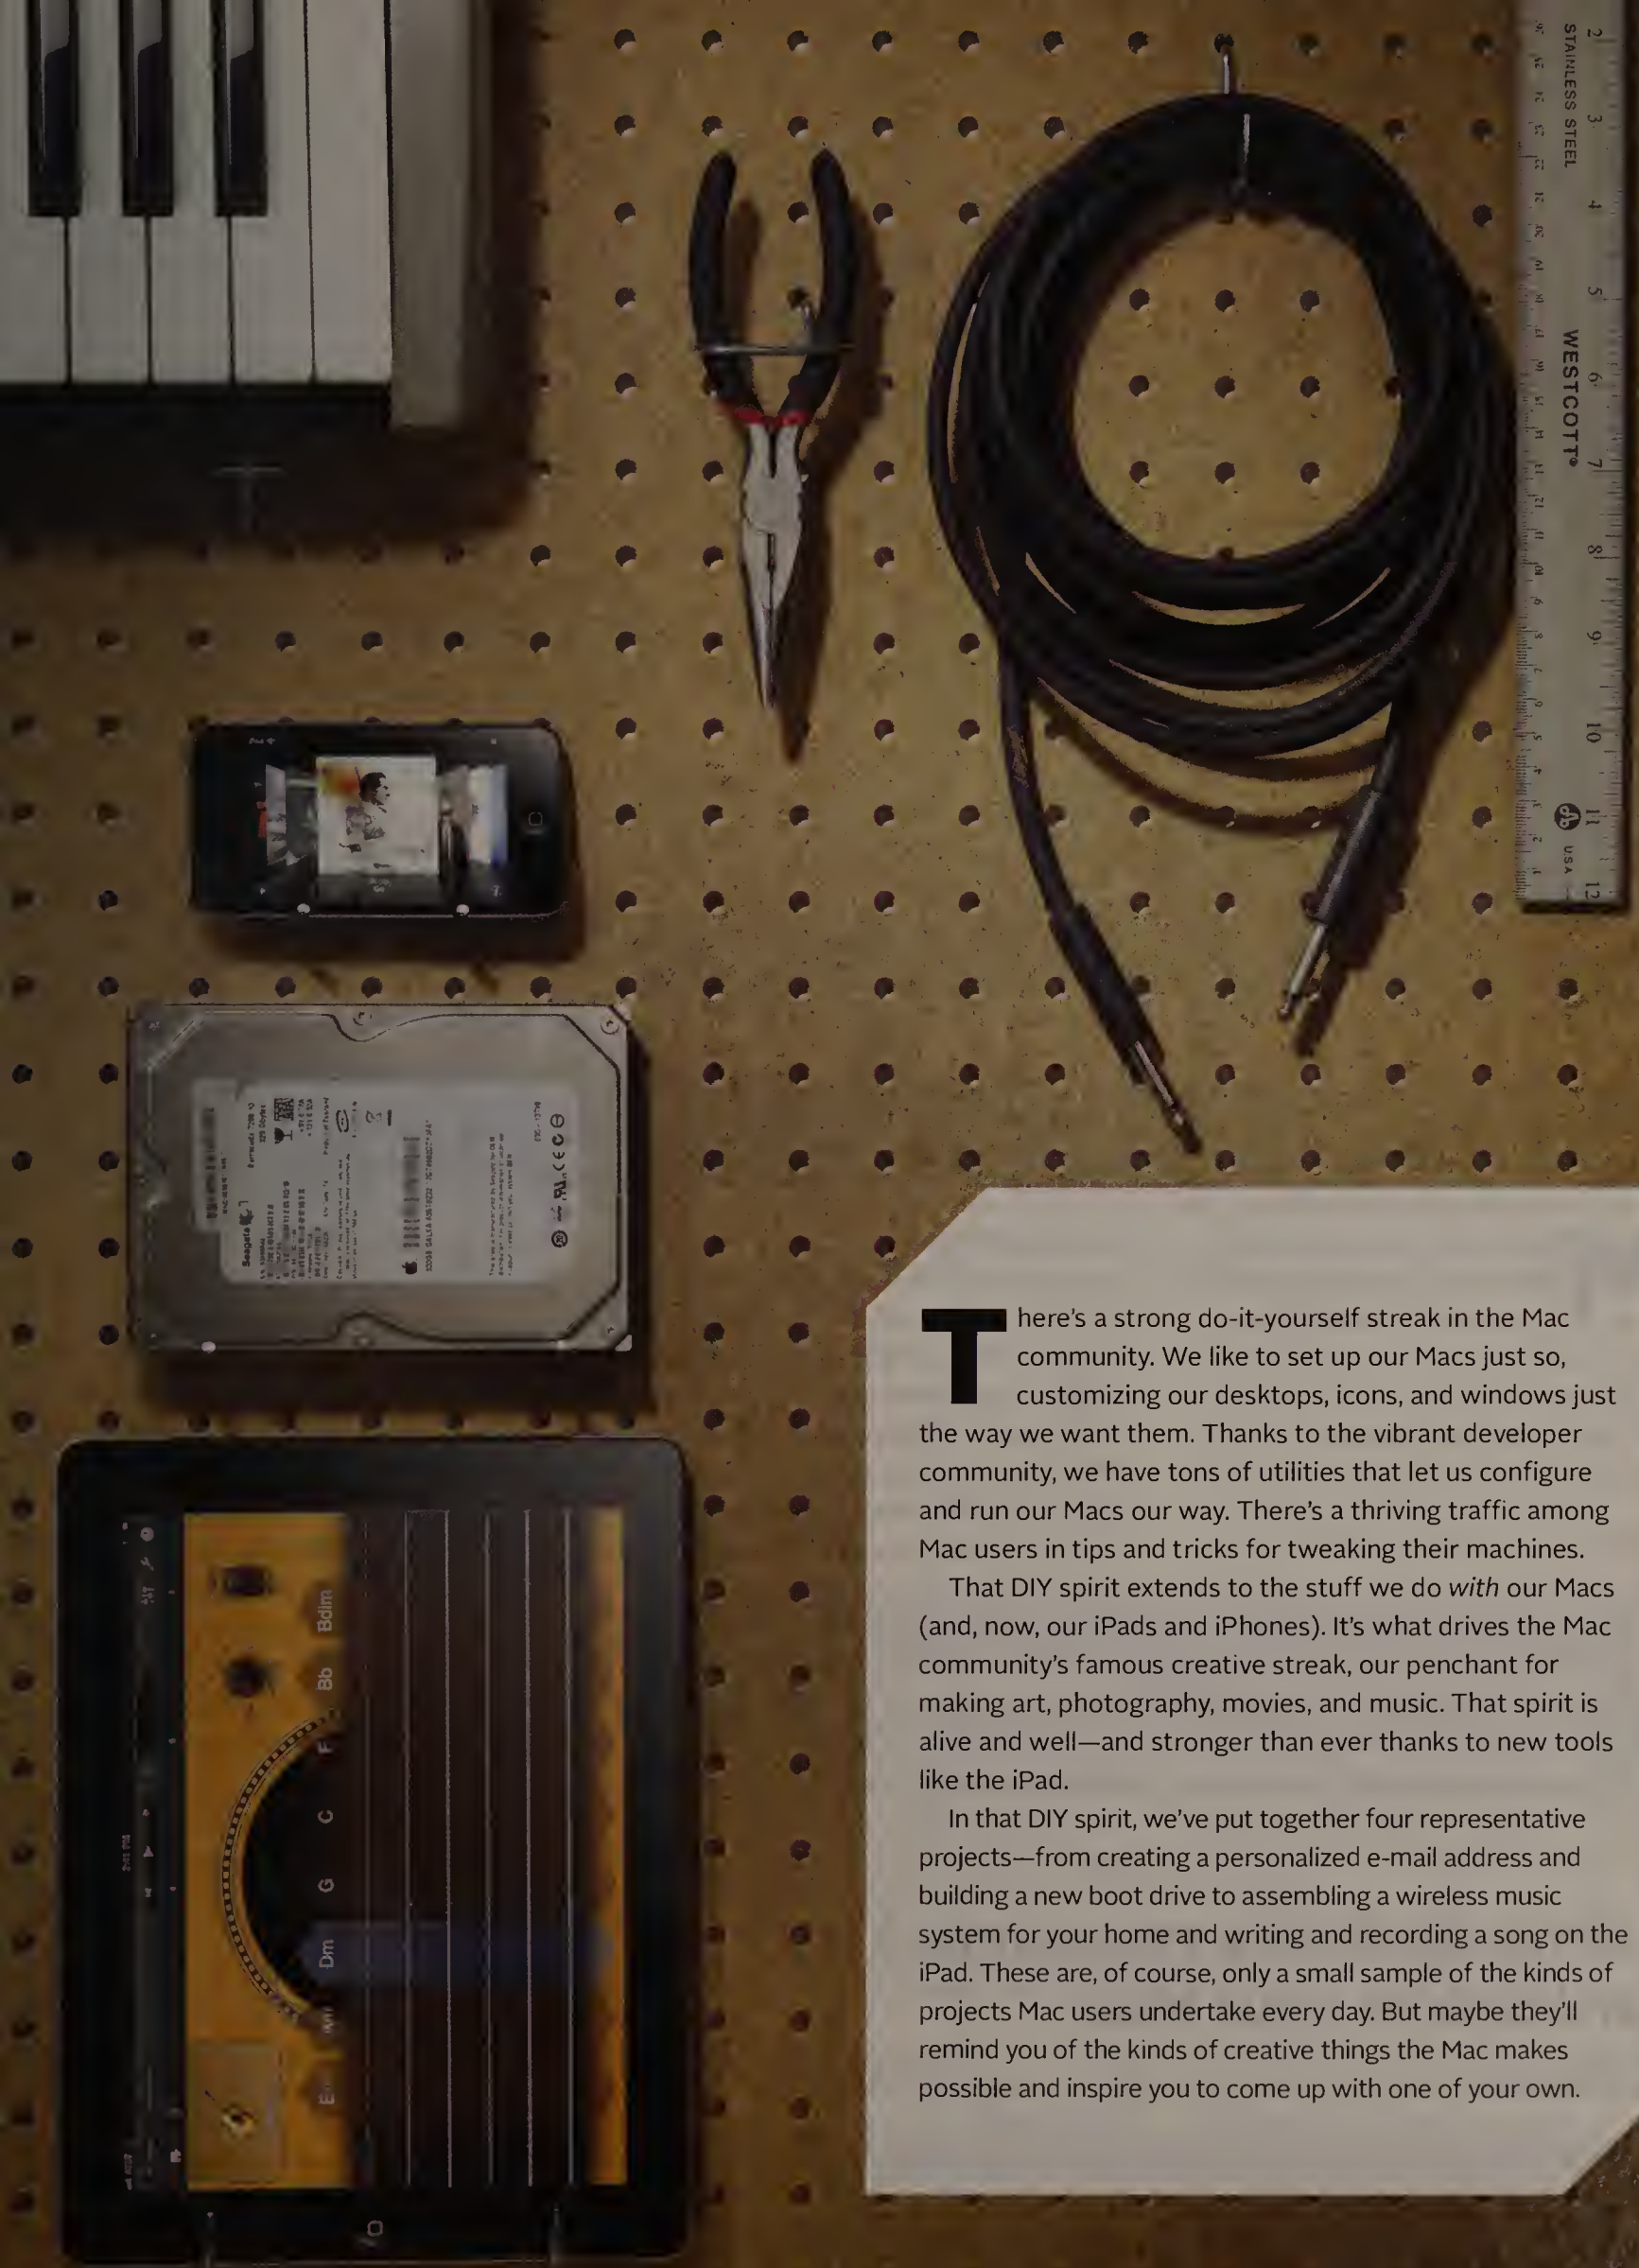 STAINLESS STEEL
WESTCOTT®
USA
2
3
4
5
6
7
8
9
10
11
12
Seagate
Bdim
Bb
F
C
G
Dm
There's a strong do-it-yourself streak in the Mac
community. We like to set up our Macs just so,
customizing our desktops, icons, and windows just
the way we want them. Thanks to the vibrant developer
community, we have tons of utilities that let us configure
and run our Macs our way. There's a thriving traffic among
Mac users in tips and tricks for tweaking their machines.
That DIY spirit extends to the stuff we do with our Macs
(and, now, our iPads and iPhones). It's what drives the Mac
community's famous creative streak, our penchant for
making art, photography, movies, and music. That spirit is
alive and well—and stronger than ever thanks to new tools
like the iPad.
In that DIY spirit, we've put together four representative
projects—from creating a personalized e-mail address and
building a new boot drive to assembling a wireless music
system for your home and writing and recording a song on the
iPad. These are, of course, only a small sample of the kinds of
projects Mac users undertake every day. But maybe they'll
remind you of the kinds of creative things the Mac makes
possible and inspire you to come up with one of your own.